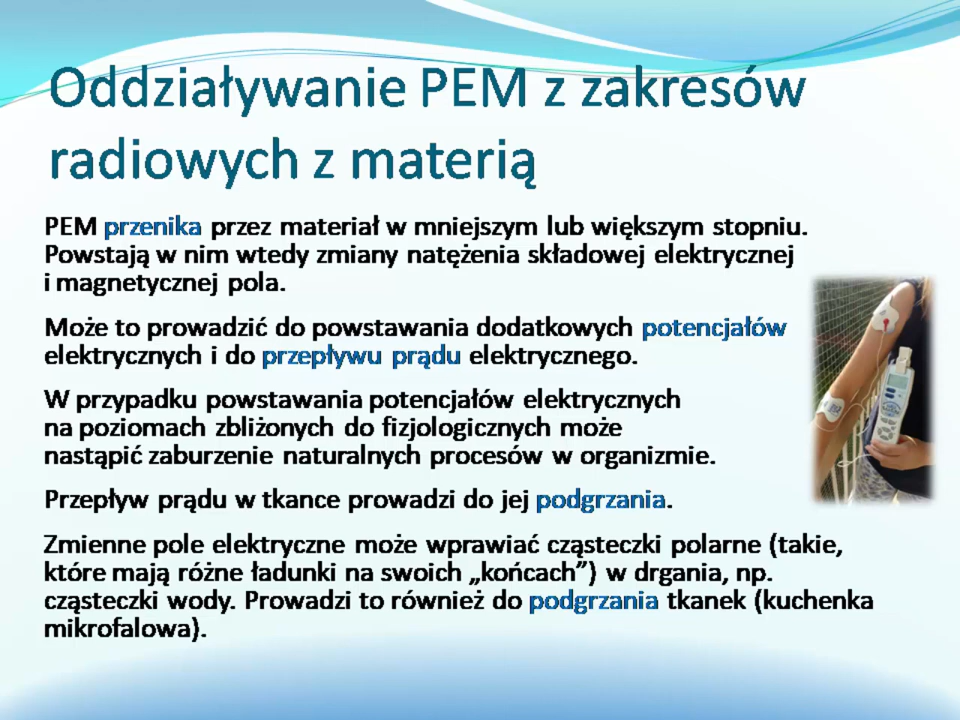 Oddziaływanie PEM z zakresów
radiowych z materią
PEM przenika przez materiał w mniejszym lub większym stopniu.
Powstają w nim wtedy zmiany natężenia składowej elektrycznej
i magnetycznej pola.
Może to prowadzić do powstawania dodatkowych potencjałów
elektrycznych i do przepływu prądu elektrycznego.
W przypadku powstawania potencjałów elektrycznych
na poziomach zbliżonych do fizjologicznych może
nastąpić zaburzenie naturalnych procesów w organizmie.
Przepływ prądu w tkance prowadzi do jej podgrzania.
Zmienne pole elektryczne może wprawiać cząsteczki polarne (takie,
które mają różne ładunki na swoich „końcach”) w drgania, np.
cząsteczki wody. Prowadzi to również do podgrzania tkanek (kuchenka
mikrofalowa).